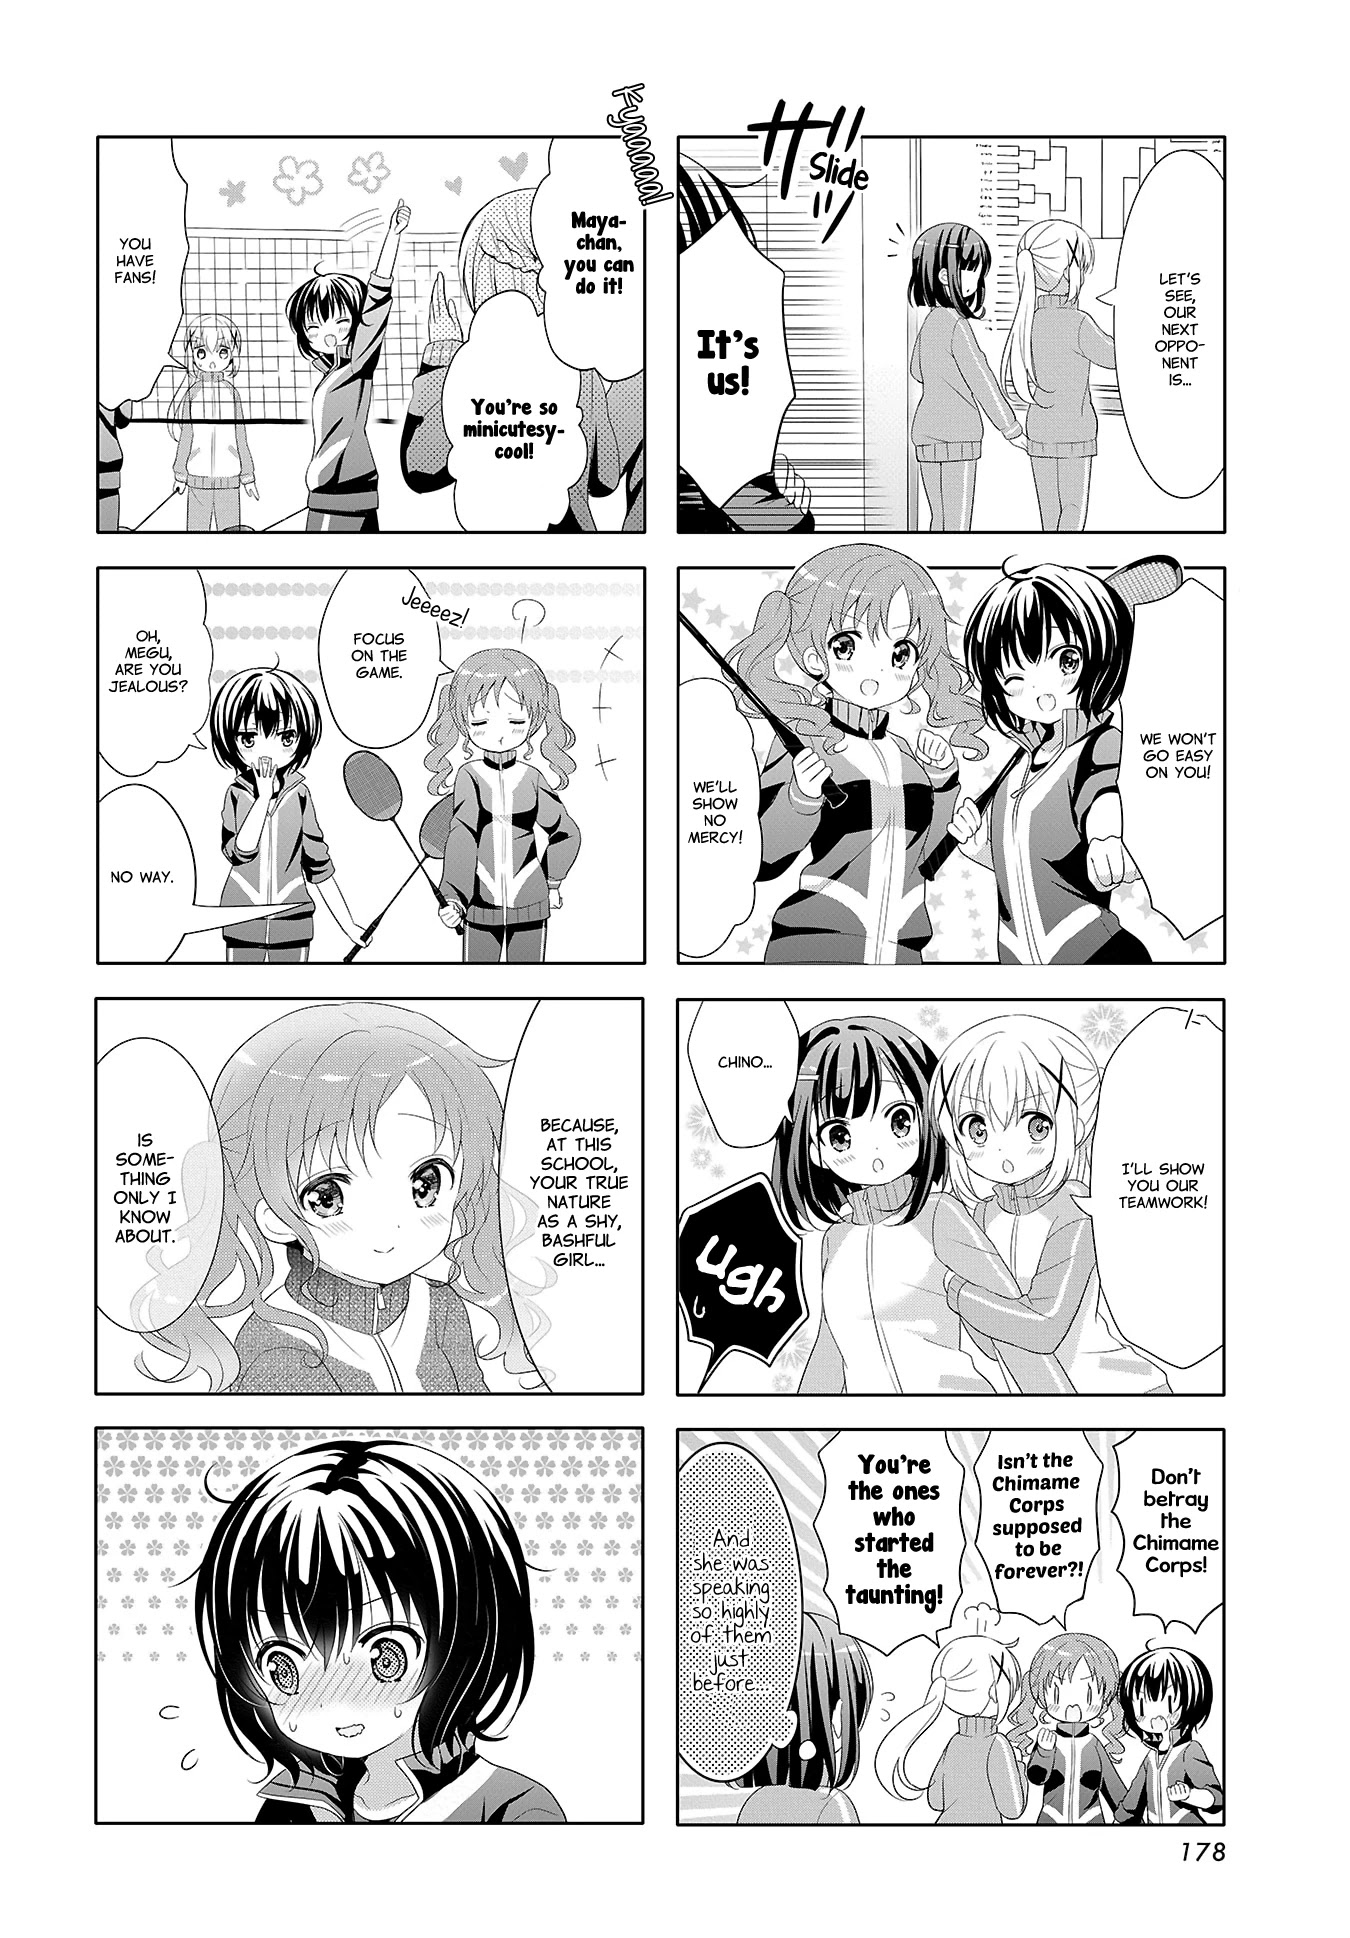 LET'S
SEE,
OUR
NEXT
OPPO-
NENT
IS...
Slide
It's
us!
WE WON'T
GO EASY
ON YOU!
WE'LL
SHOW
NO
MERCY!
I'LL SHOW
YOU OUR
TEAMWORK!
CHINO...
Ugh
Don't
betray
the
Chimame
Corps!
Isn't the
Chimame
Corps
supposed
to be
forever?!
You're
the ones
who
started
the
taunting!
And
she was
speaking
so highly
of them
just
before...
Kyaaaaa!
Maya-
chan,
you can
do it!
You're so
minicutesy-
cool!
YOU
HAVE
FANS!
Jeeeez!
FOCUS
ON THE
GAME.
OH,
MEGU,
ARE YOU
JEALOUS?
NO WAY.
BECAUSE,
AT THIS
SCHOOL,
YOUR TRUE
NATURE
AS A SHY,
BASHFUL
GIRL...
IS
SOME-
THING
ONLY I
KNOW
ABOUT.
178